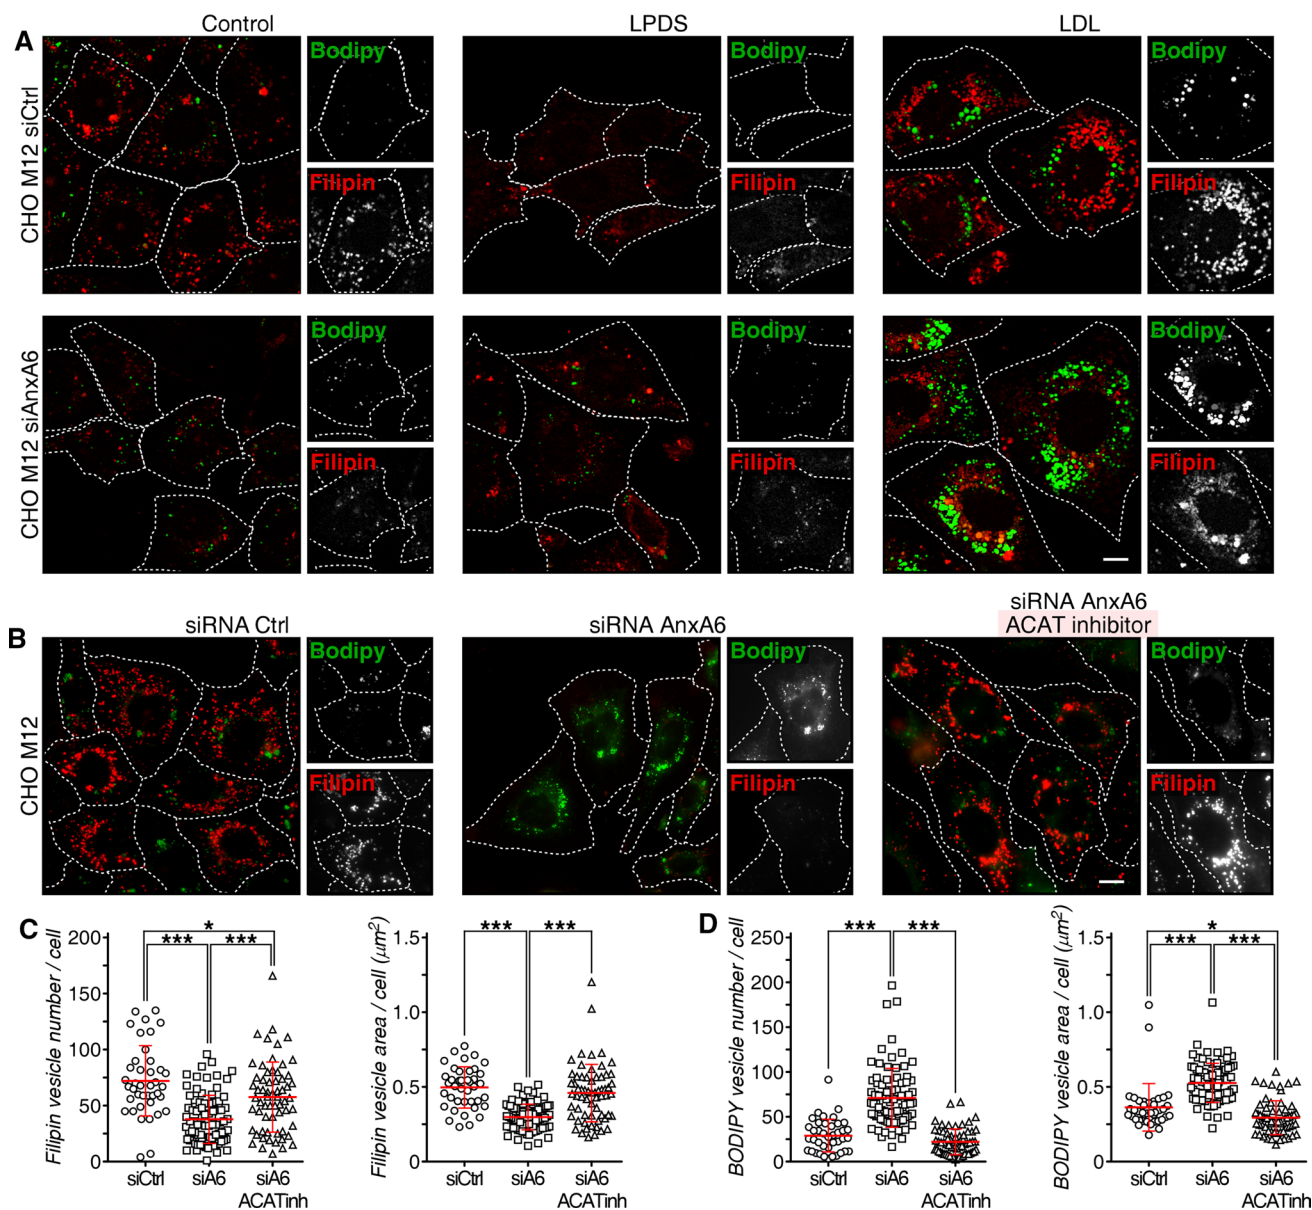 A
Control
LPDS
LDL
CHO M12 siCtrl
Bodipy
Filipin
Bodipy
Filipin
Bodipy
Filipin
CHO M12 siAnxA6
Bodipy
Filipin
Bodipy
Filipin
Bodipy
Filipin
B
siRNA Ctrl
siRNA AnxA6
siRNA AnxA6
ACAT inhibitor
CHO M12
Bodipy
Filipin
Bodipy
Filipin
Bodipy
Filipin
C
Filipin vesicle number / cell
200
150
100
50
0
*
***
***
siCtrl
siA6
siA6
ACATinh
Filipin vesicle area / cell (µm²)
1.5
1.0
0.5
0
***
***
siCtrl
siA6
siA6
ACATinh
D
BODIPY vesicle number / cell
250
200
150
100
50
0
***
***
siCtrl
siA6
siA6
ACATinh
BODIPY vesicle area / cell (µm²)
1.5
1.0
0.5
0
*
***
***
siCtrl
siA6
siA6
ACATinh